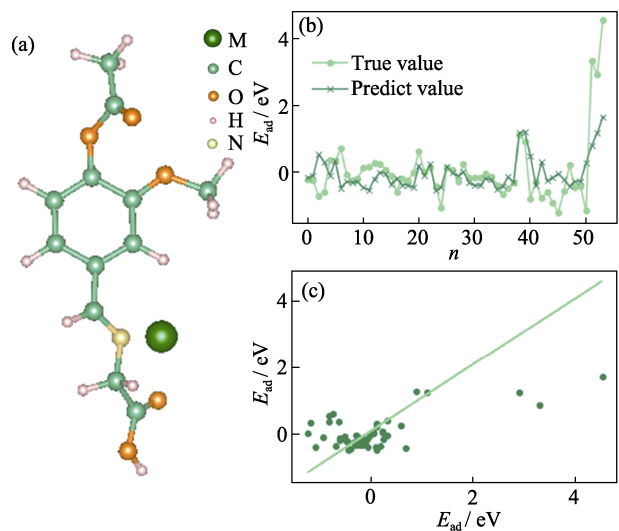 (a)
M
C
O
H
N
(b)
True value
Predict value
E_ad / eV
4
2
0
0
10
20
30
40
50
n
(c)
E_ad / eV
4
2
0
0
2
4
E_ad / eV